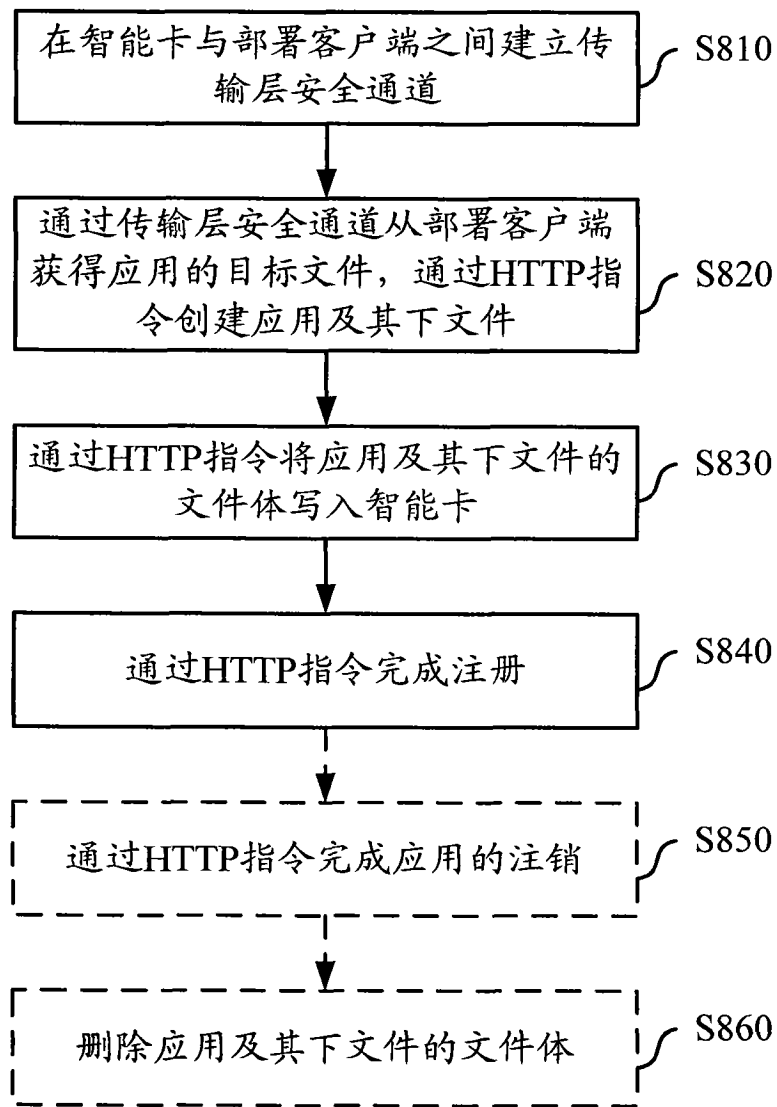 在智能卡与部署客户端之间建立传
输层安全通道
S810
通过传输层安全通道从部署客户端
获得应用的目标文件，通过HTTP指
令创建应用及其下文件
S820
通过HTTP指令将应用及其下文件的
文件体写入智能卡
S830
通过HTTP指令完成注册
S840
通过HTTP指令完成应用的注销
S850
删除应用及其下文件的文件体
S860